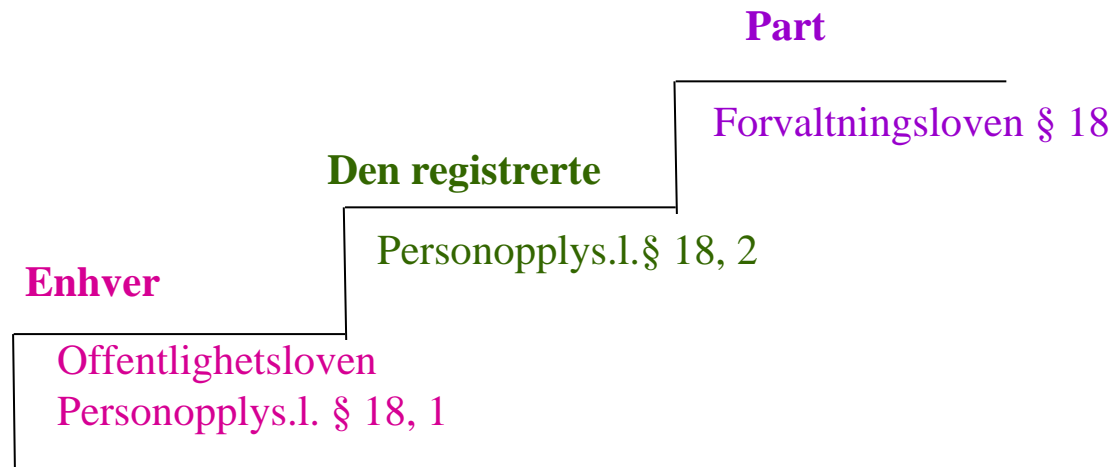 Part
Forvaltningsloven § 18
Den registrerte
Personopplys.l.§ 18, 2
Enhver
Offentlighetsloven
Personopplys.l. § 18, 1